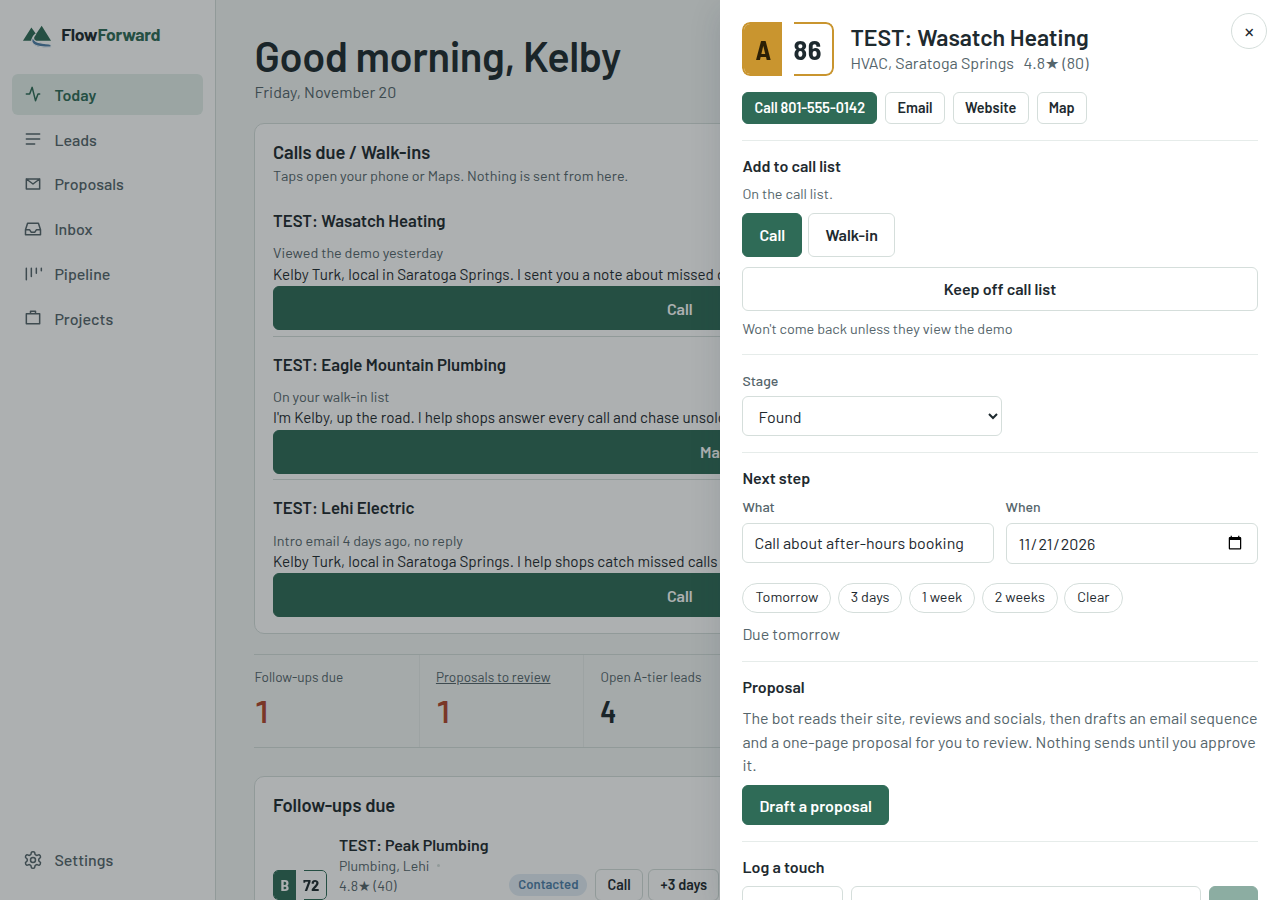 FlowForward
Today
Leads
Proposals
Inbox
Pipeline
Projects
Settings
Good morning, Kelby
Friday, November 20
Calls due / Walk-ins
Taps open your phone or Maps. Nothing is sent from here.
TEST: Wasatch Heating
Viewed the demo yesterday
Kelby Turk, local in Saratoga Springs. I sent you a note about missed
Call
TEST: Eagle Mountain Plumbing
On your walk-in list
I'm Kelby, up the road. I help shops answer every call and chase
Ma
TEST: Lehi Electric
Intro email 4 days ago, no reply
Kelby Turk, local in Saratoga Springs. I help shops catch missed calls
Call
Follow-ups due
1
Proposals to review
1
Open A-tier leads
4
Follow-ups due
B 72
TEST: Peak Plumbing
Plumbing, Lehi ·
4.8★ (40)
Contacted
Call
+3 days
A 86
TEST: Wasatch Heating
HVAC, Saratoga Springs 4.8★ (80)
×
Call 801-555-0142
Email
Website
Map
Add to call list
On the call list.
Call
Walk-in
Keep off call list
Won't come back unless they view the demo
Stage
Found
Next step
What
When
Call about after-hours booking
11/21/2026
Tomorrow
3 days
1 week
2 weeks
Clear
Due tomorrow
Proposal
The bot reads their site, reviews and socials, then drafts an email sequence
and a one-page proposal for you to review. Nothing sends until you approve
it.
Draft a proposal
Log a touch